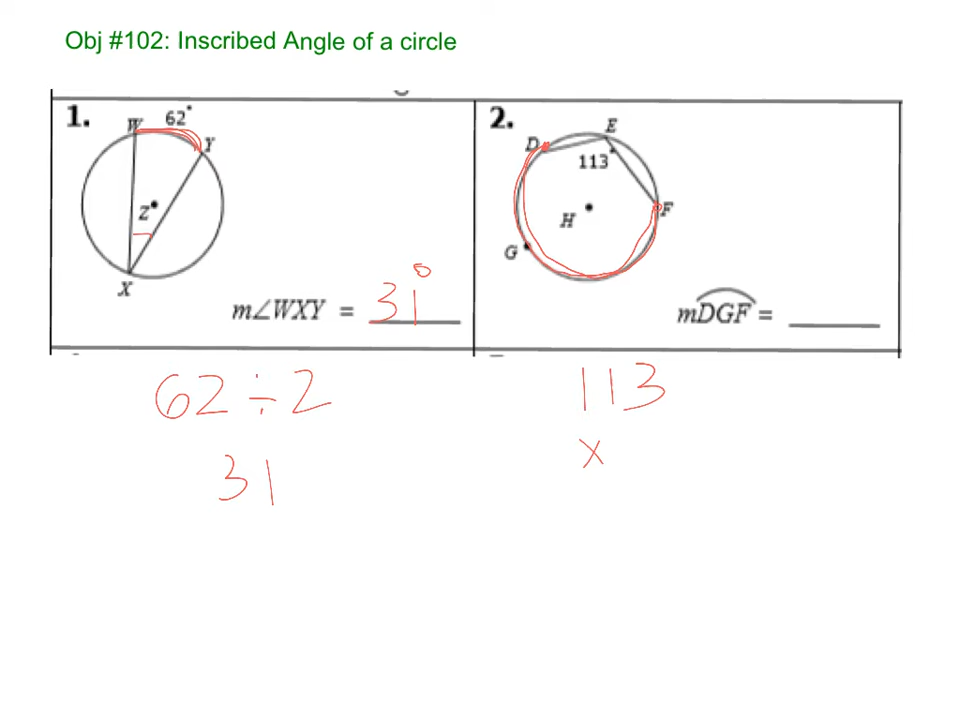 Obj #102: Inscribed Angle of a circle
1.
W
62°
Y
Z
X
m∠WXY = 31°
62 ÷ 2
31
2.
D
E
113°
H
F
G
mDGF =
113
x